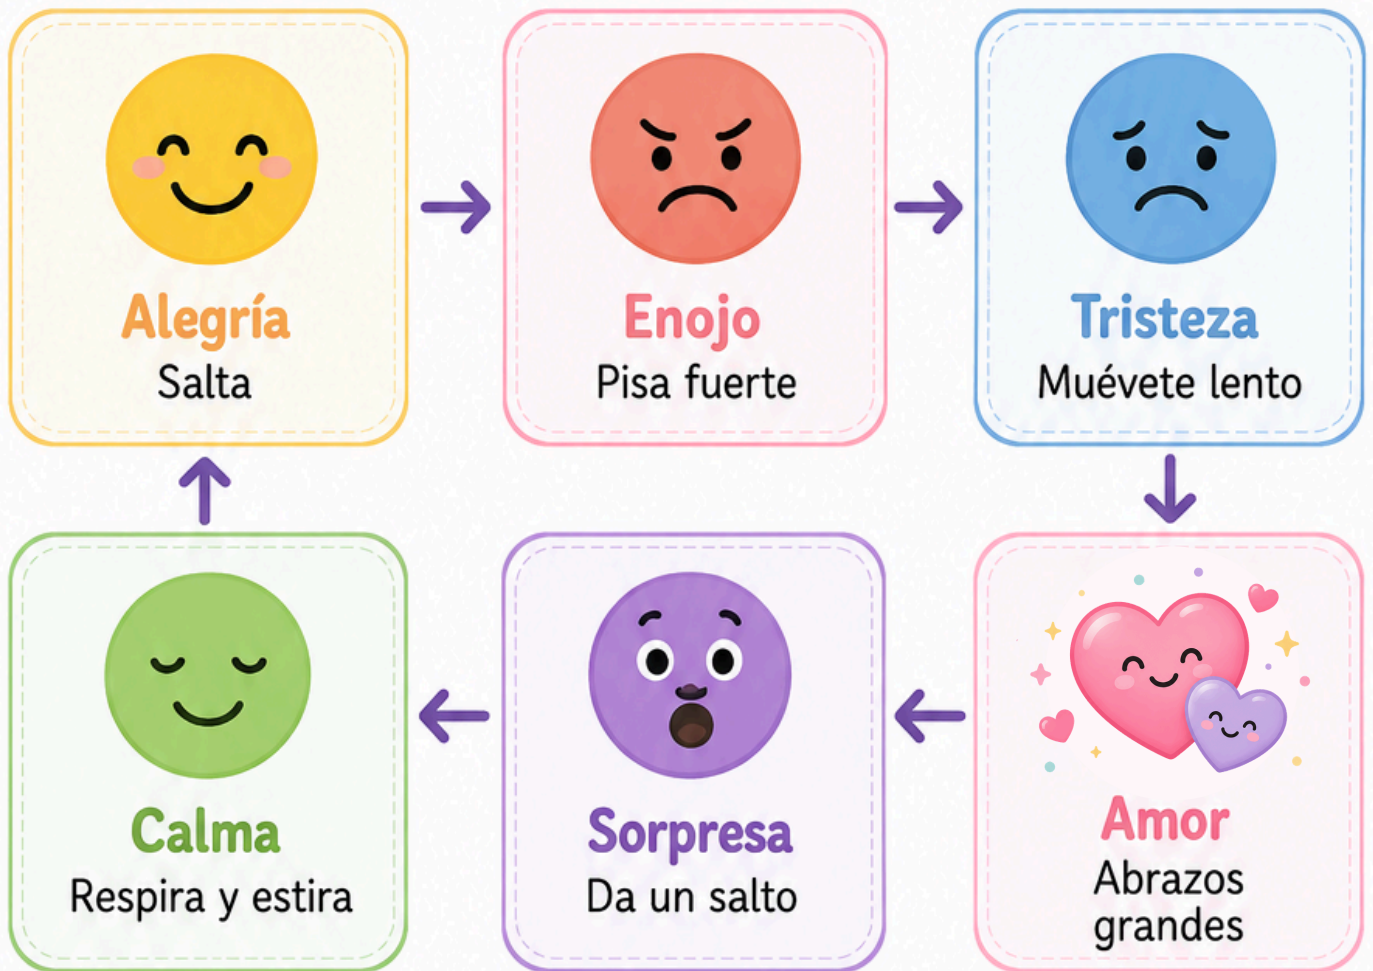 Alegría
Salta
Enojo
Pisa fuerte
Tristeza
Muévete lento
Calma
Respira y estira
Sorpresa
Da un salto
Amor
Abrazos
grandes